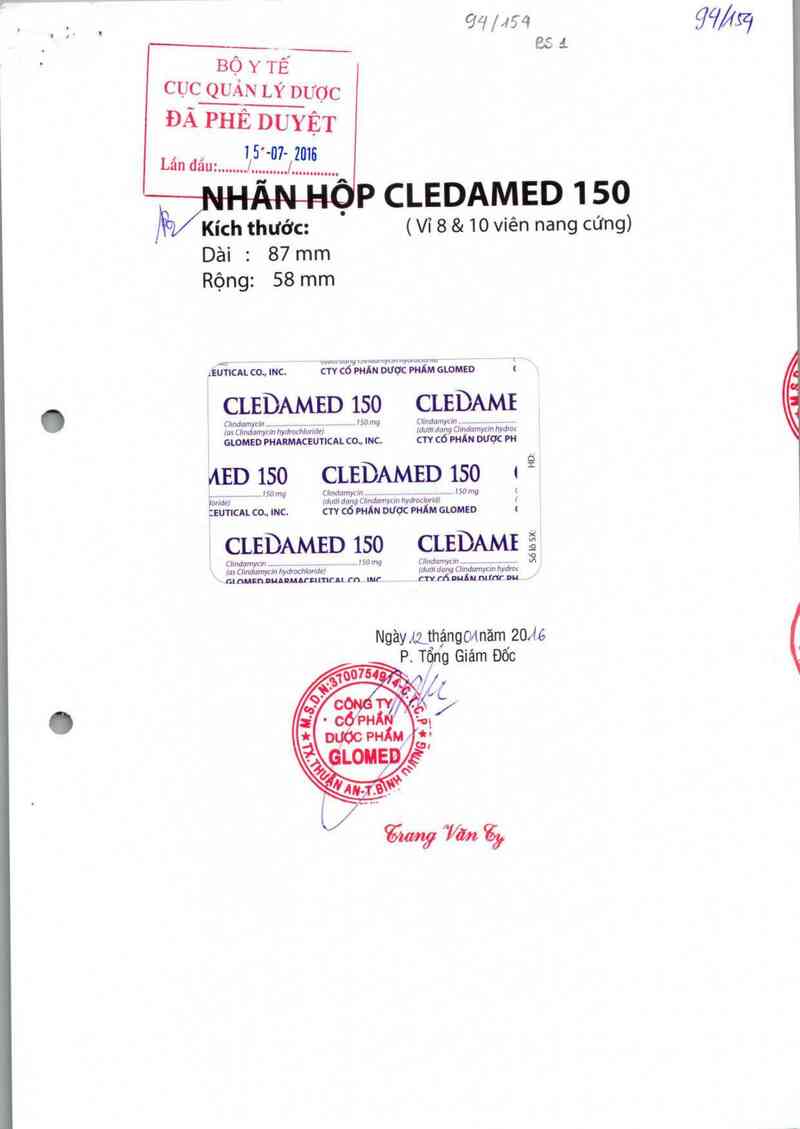 94/154
BS 1
94/154
BỘ Y TẾ
CỤC QUẢN LÝ DƯỢC
ĐÃ PHÊ DUYỆT
Lần đầu:......../............/.............
15-07-2016
NHÃN HỘP CLEDAMED 150
Kích thước: ( Vỉ 8 & 10 viên nang cứng)
Dài : 87 mm
Rộng: 58 mm
EUTICAL CO., INC. CTY CỔ PHẦN DƯỢC PHẨM GLOMED
CLEDAMED 150 CLEDAME
Clindamycin 150 mg Clindamycin
(as Clindamycin hydrochloride) (dưới dạng Clindamycin hydroc
GLOMED PHARMACEUTICAL CO., INC. CTY CỔ PHẦN DƯỢC PH
HD:
MED 150 CLEDAMED 150
150 mg Clindamycin 150 mg
loride) (dưới dạng Clindamycin hydroclorid)
CEUTICAL CO., INC. CTY CỔ PHẦN DƯỢC PHẨM GLOMED
CLEDAMED 150 CLEDAME
Số lô SX:
Clindamycin 150 mg Clindamycin
(as Clindamycin hydrochloride) (dưới dạng Clindamycin hydroc
GLOMED PHARMACEUTICAL CO., INC. CTY CỔ PHẦN DƯỢC PH
Ngày 12 tháng 01 năm 2016
P. Tổng Giám Đốc
M.S.D.N:3700754914-C.T.C.P
CÔNG TY
CỔ PHẦN
DƯỢC PHẨM
GLOMED
TX.THUẬN AN-T.BÌNH DƯƠNG
Trang Văn Ty
M.S.D